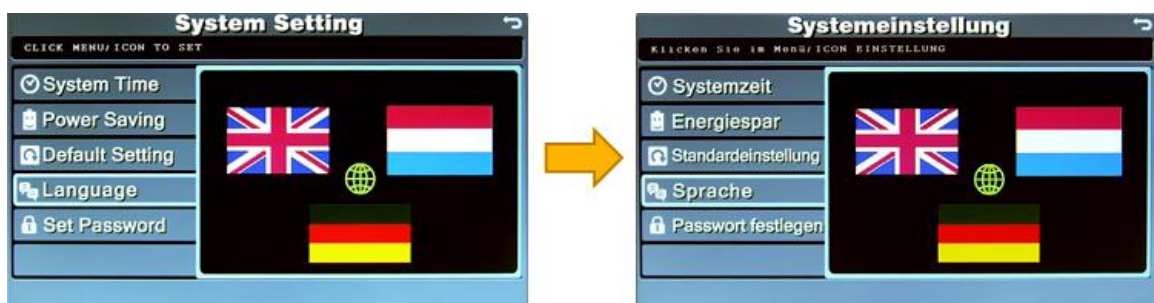 System Setting
CLICK MENU/ICON TO SET
System Time
Power Saving
Default Setting
Language
Set Password
Systemeinstellung
Klicken Sie im Menü/ICON EINSTELLUNG
Systemzeit
Energiespar
Standardeinstellung
Sprache
Passwort festlegen